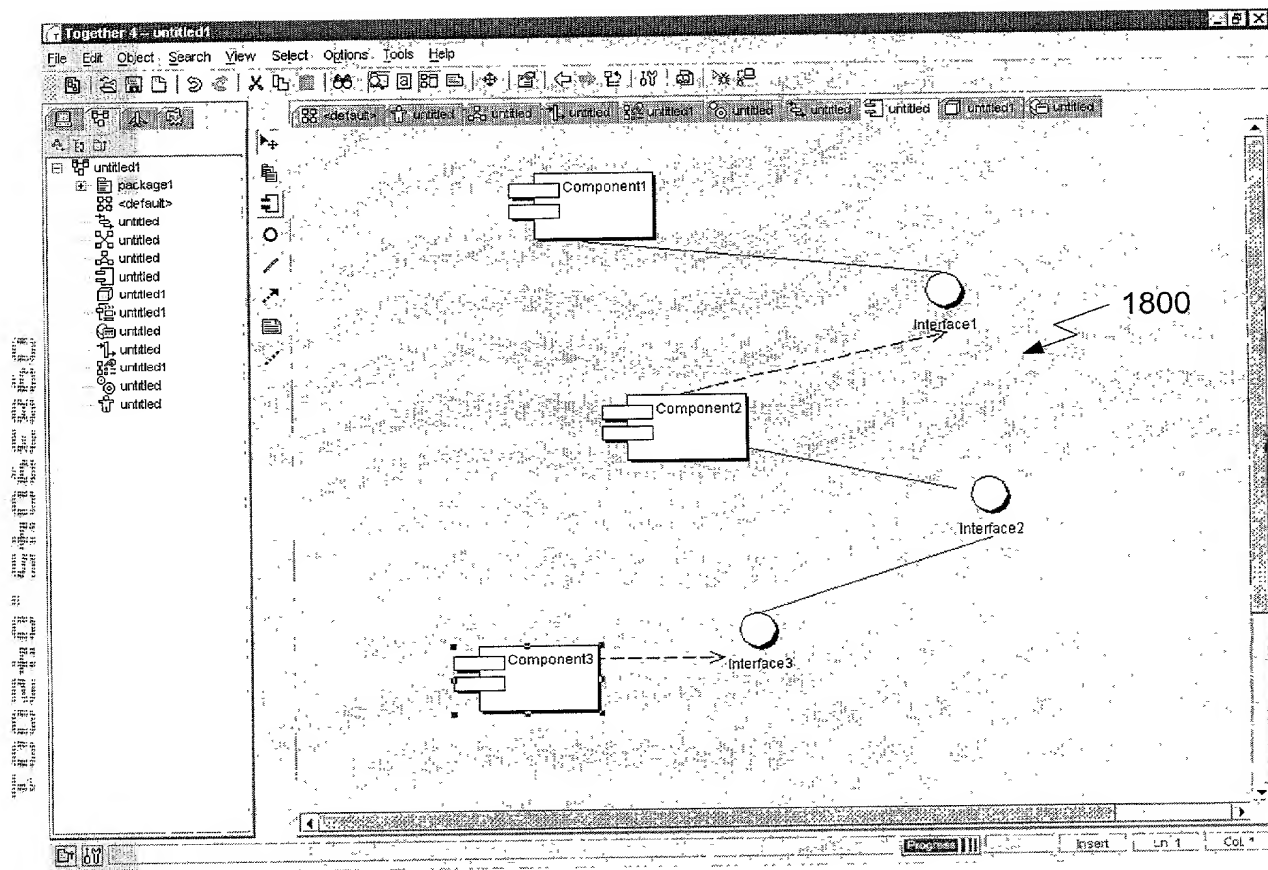 Together 4 – untitled1
File Edit Object Search View Select Options Tools Help
<default> untitled untitled untitled untitled1 untitled untitled untitled untitled1 untitled
untitled1
package1
<default>
untitled
untitled
untitled
untitled
untitled1
untitled1
untitled
untitled
untitled1
untitled
untitled
Component1
Interface1
1800
Component2
Interface2
Component3
Interface3
Progress Insert Ln 1 Col